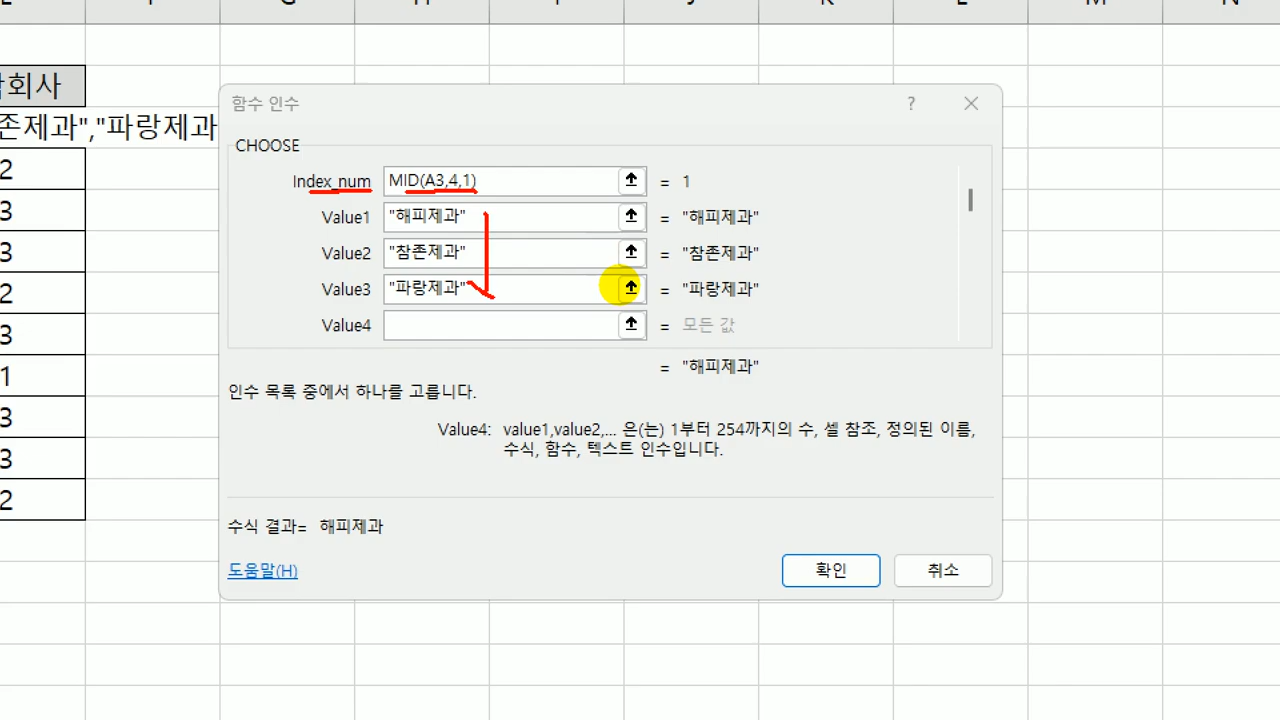 회사
존제과","파랑제과
2
3
3
2
3
1
3
3
2
함수 인수 ?
CHOOSE
Index_num MID(A3,4,1) = 1
Value1 "해피제과" = "해피제과"
Value2 "참존제과" = "참존제과"
Value3 "파랑제과" = "파랑제과"
Value4 = 모든 값
= "해피제과"
인수 목록 중에서 하나를 고릅니다.
Value4: value1,value2,... 은(는) 1부터 254까지의 수, 셀 참조, 정의된 이름,
수식, 함수, 텍스트 인수입니다.
수식 결과= 해피제과
도움말(H)
확인 취소